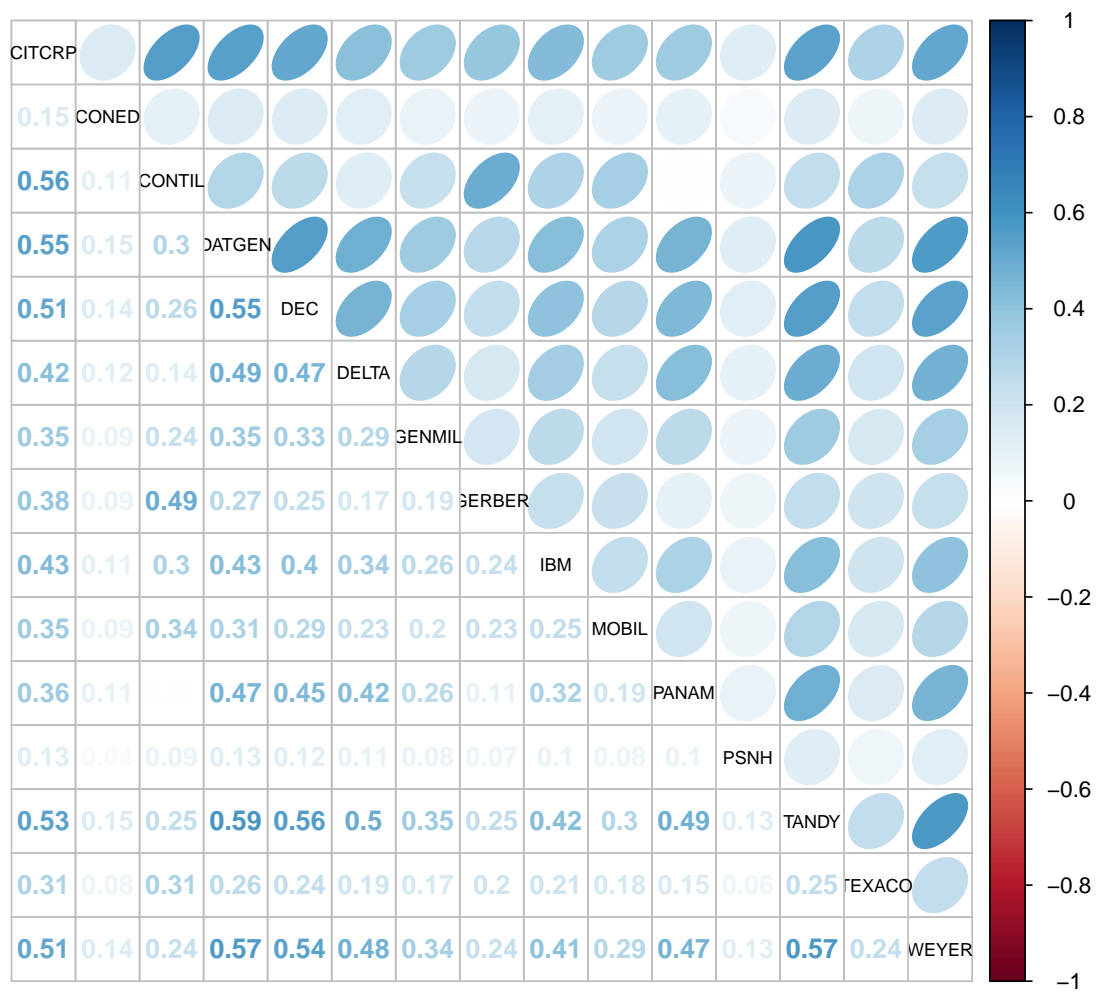 CITCRP
0.15 CONED
0.56 0.11 CONTIL
0.55 0.15 0.3 DATGEN
0.51 0.14 0.26 0.55 DEC
0.42 0.12 0.14 0.49 0.47 DELTA
0.35 0.09 0.24 0.35 0.33 0.29 GENMIL
0.38 0.09 0.49 0.27 0.25 0.17 0.19 GERBER
0.43 0.11 0.3 0.43 0.4 0.34 0.26 0.24 IBM
0.35 0.09 0.34 0.31 0.29 0.23 0.2 0.23 0.25 MOBIL
0.36 0.11 0.47 0.45 0.42 0.26 0.11 0.32 0.19 PANAM
0.13 0.04 0.09 0.13 0.12 0.11 0.08 0.07 0.1 0.08 0.1 PSNH
0.53 0.15 0.25 0.59 0.56 0.5 0.35 0.25 0.42 0.3 0.49 0.13 TANDY
0.31 0.08 0.31 0.26 0.24 0.19 0.17 0.2 0.21 0.18 0.15 0.06 0.25 TEXACO
0.51 0.14 0.24 0.57 0.54 0.48 0.34 0.24 0.41 0.29 0.47 0.13 0.57 0.24 WEYER
1
0.8
0.6
0.4
0.2
0
−0.2
−0.4
−0.6
−0.8
−1